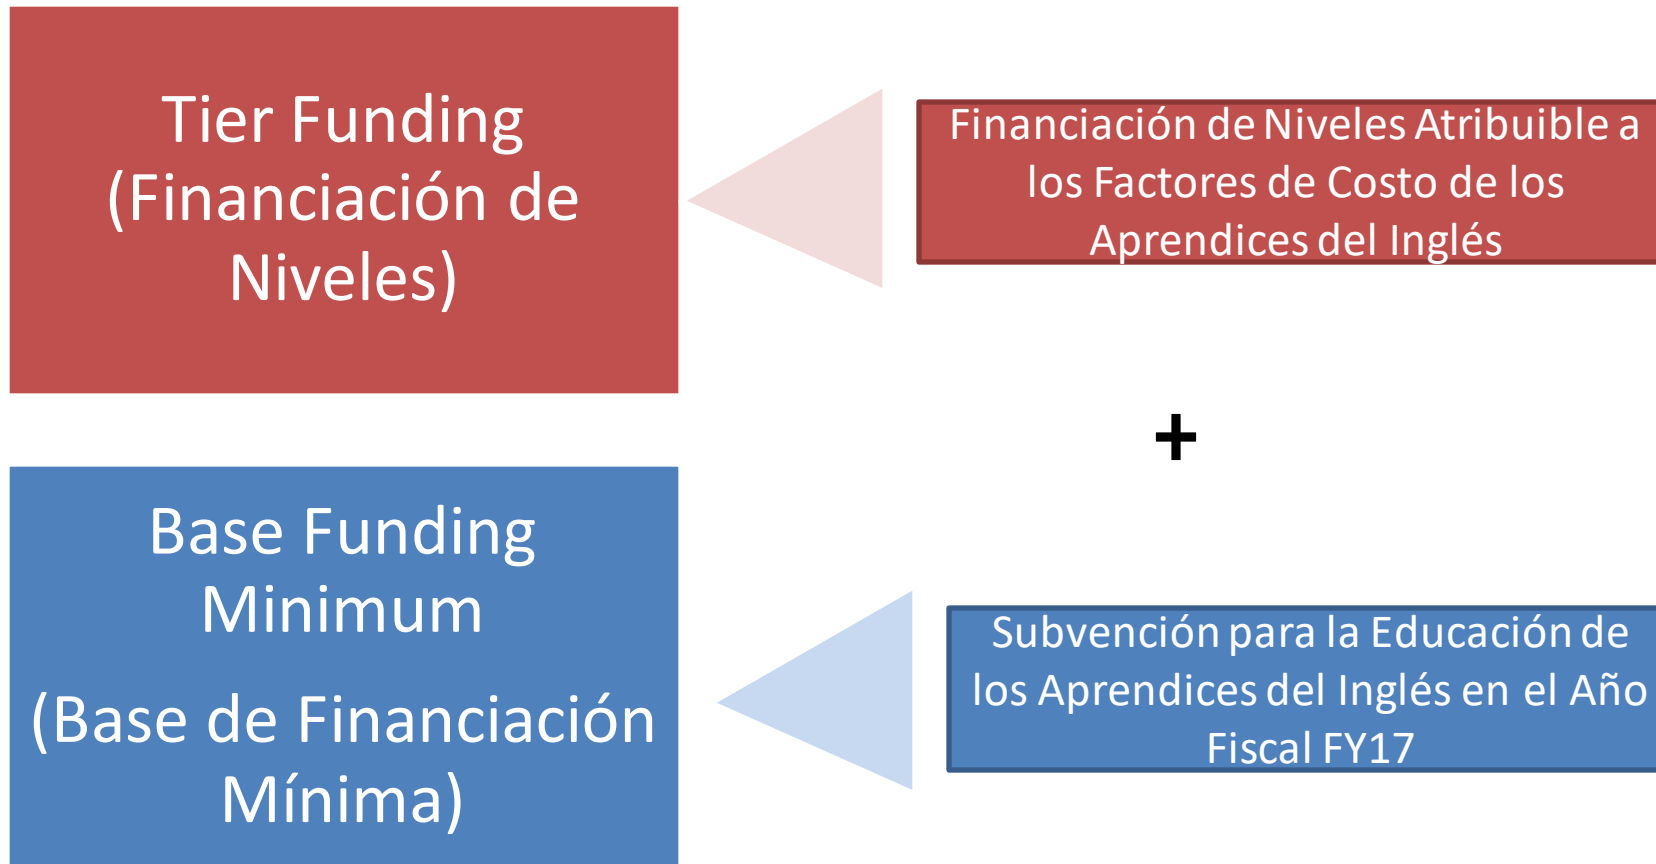 Tier Funding
(Financiación de
Niveles)
Financiación de Niveles Atribuible a
los Factores de Costo de los
Aprendices del Inglés
+
Base Funding
Minimum
(Base de Financiación
Mínima)
Subvención para la Educación de
los Aprendices del Inglés en el Año
Fiscal FY17